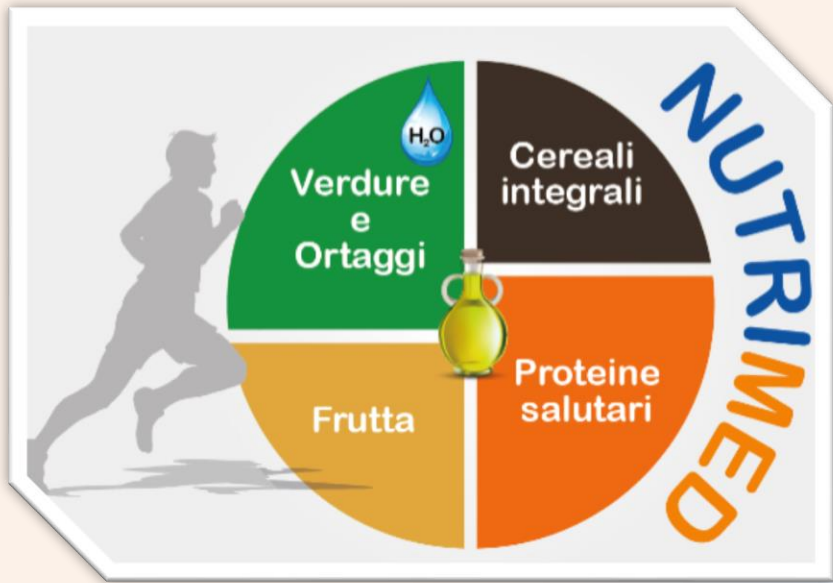 H₂O
Verdure
e
Ortaggi
Cereali
integrali
Frutta
Proteine
salutari
NUTRIMED